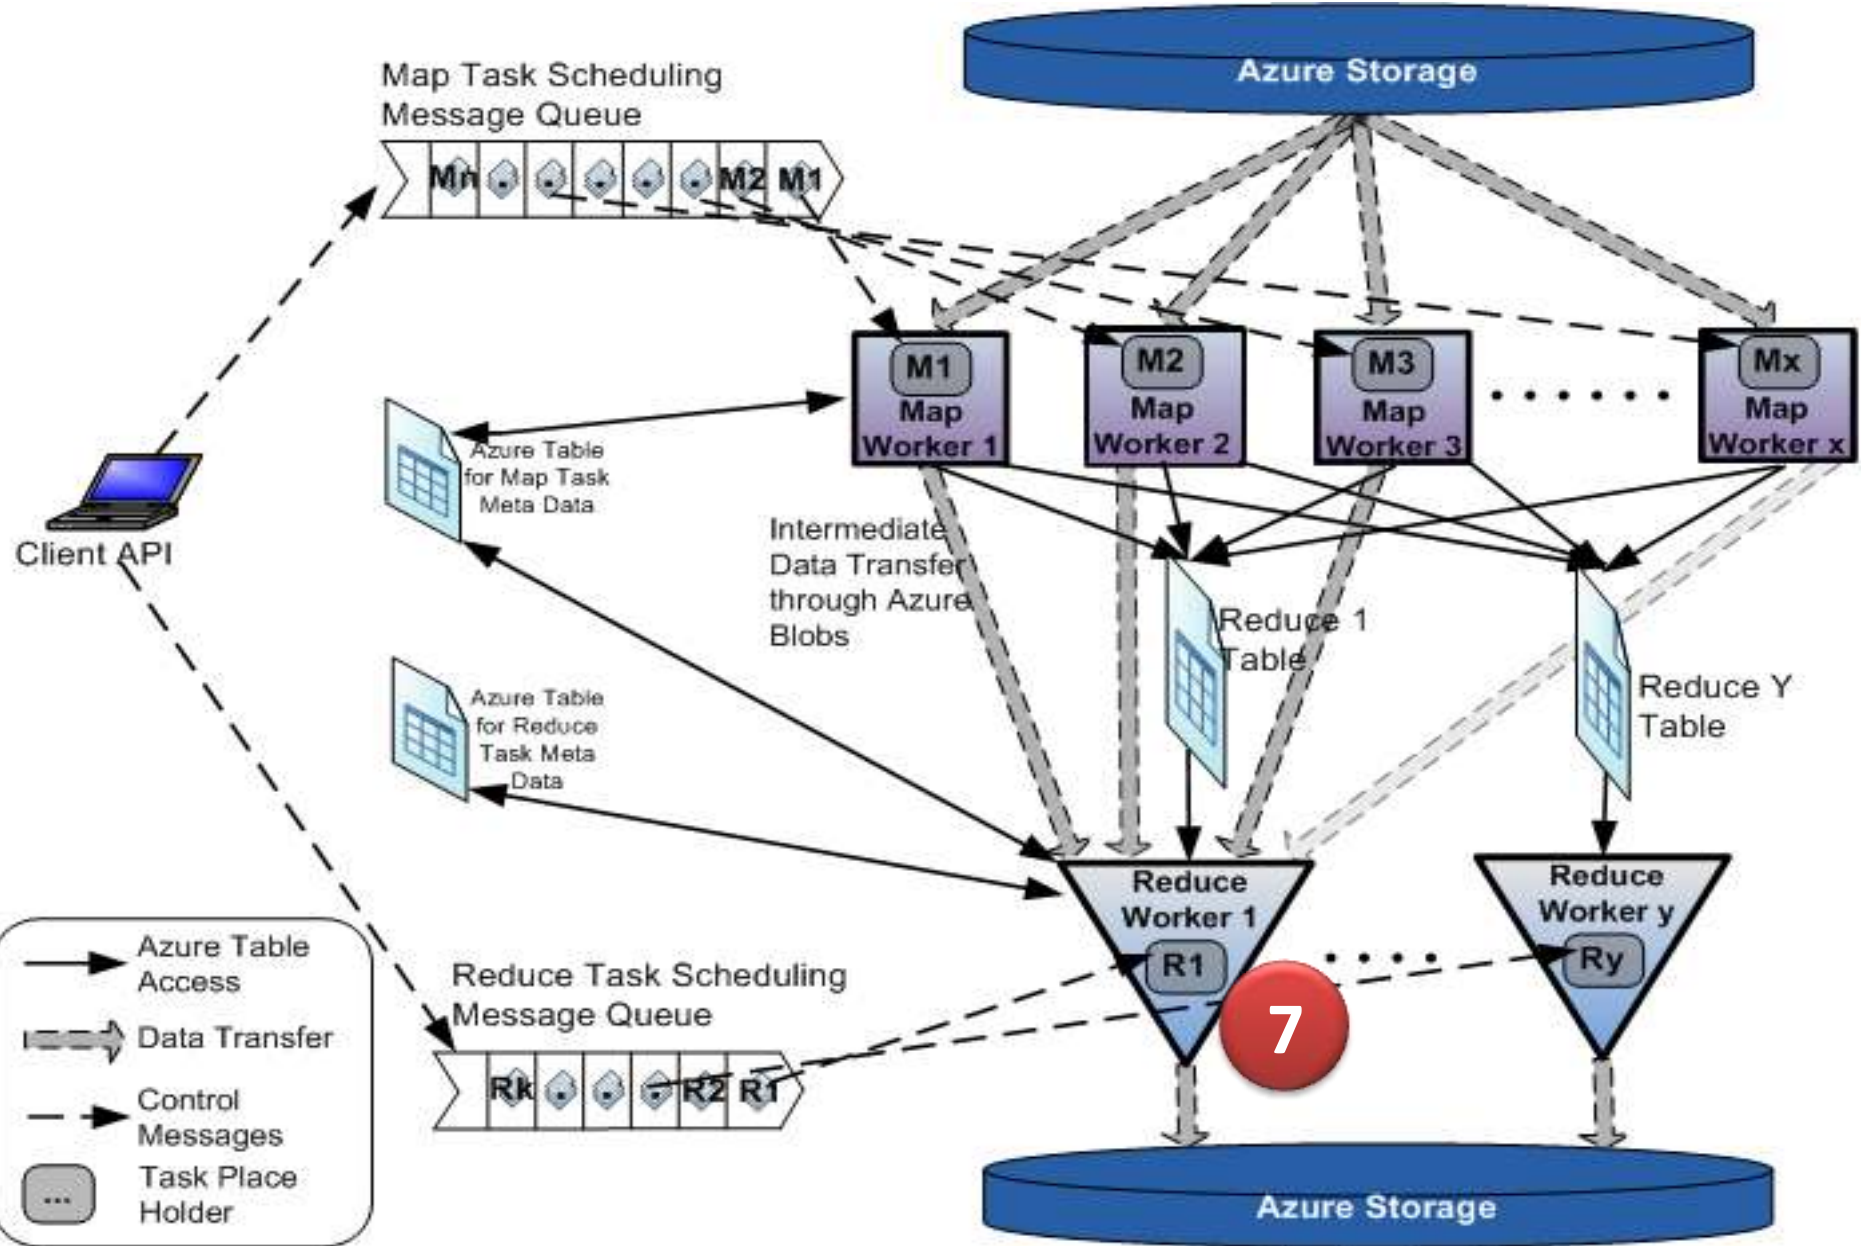 Azure Storage
Map Task Scheduling
Message Queue
Mn M2 M1
M1
Map
Worker 1
M2
Map
Worker 2
M3
Map
Worker 3
Mx
Map
Worker x
Azure Table
for Map Task
Meta Data
Client API
Intermediate
Data Transfer
through Azure
Blobs
Reduce 1
Table
Reduce Y
Table
Azure Table
for Reduce
Task Meta
Data
Reduce
Worker 1
R1
Reduce
Worker y
Ry
7
Reduce Task Scheduling
Message Queue
Rk R2 R1
Azure Table
Access
Data Transfer
Control
Messages
...
Task Place
Holder
Azure Storage